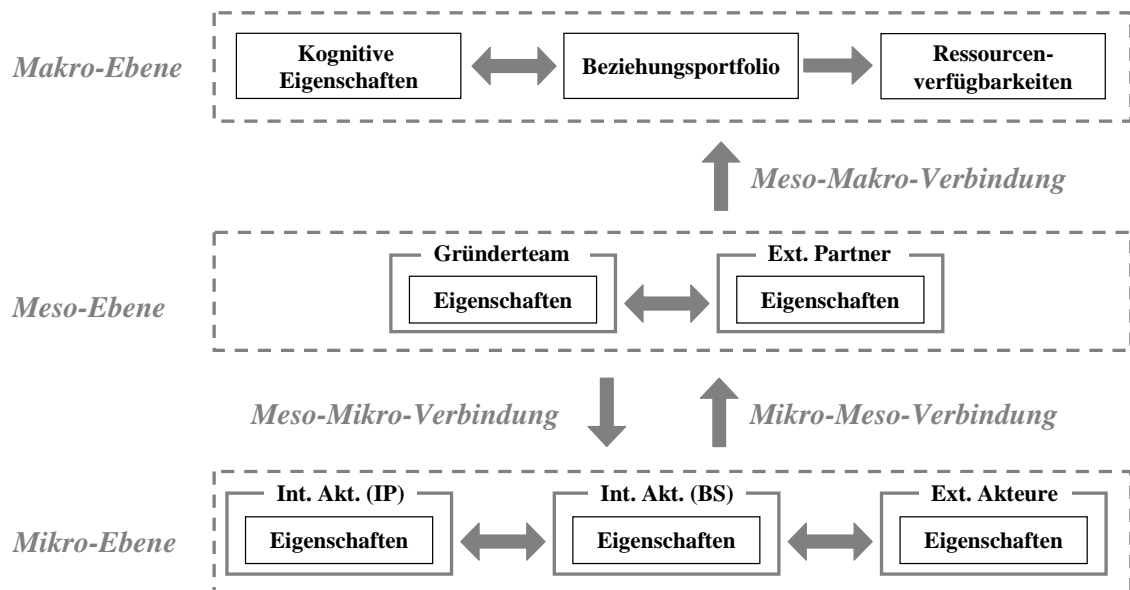 Makro-Ebene
Kognitive
Eigenschaften
Beziehungsportfolio
Ressourcen-
verfügbarkeiten
Meso-Makro-Verbindung
Meso-Ebene
Gründerteam
Eigenschaften
Ext. Partner
Eigenschaften
Meso-Mikro-Verbindung
Mikro-Meso-Verbindung
Mikro-Ebene
Int. Akt. (IP)
Eigenschaften
Int. Akt. (BS)
Eigenschaften
Ext. Akteure
Eigenschaften